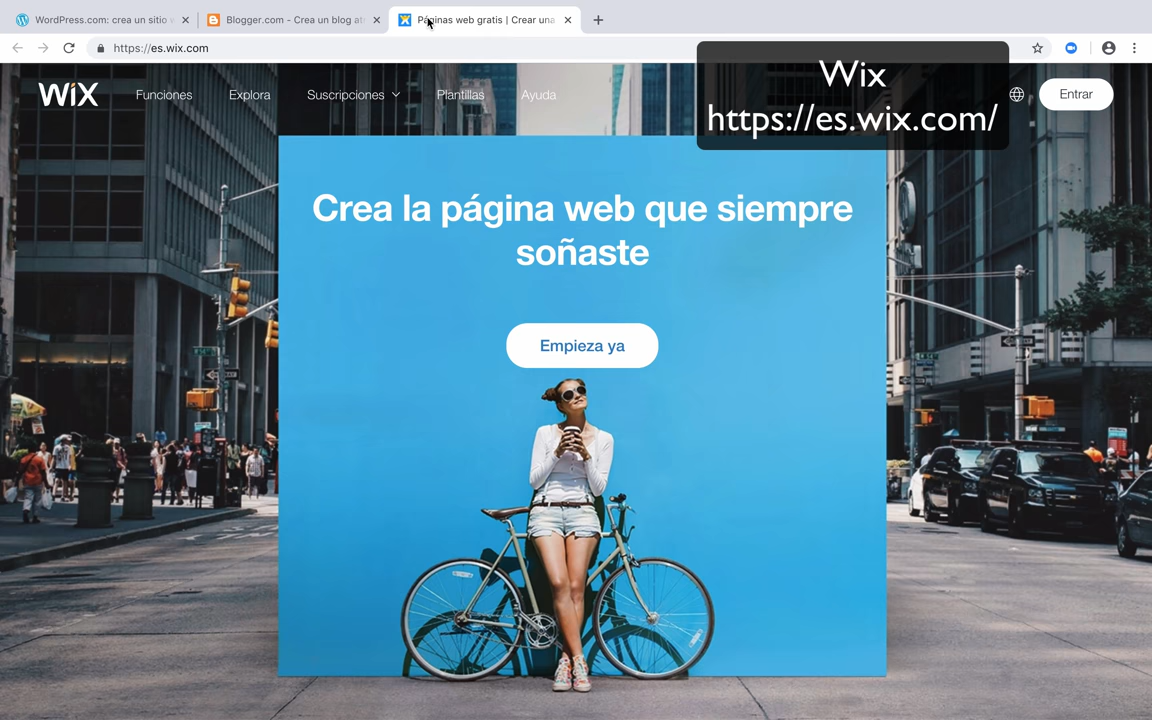 WordPress.com: crea un sitio w
Blogger.com - Crea un blog at
Páginas web gratis | Crear una
https://es.wix.com
Wix
https://es.wix.com/
WiX
Funciones
Explora
Suscripciones
Plantillas
Ayuda
Entrar
Crea la página web que siempre
soñaste
Empieza ya